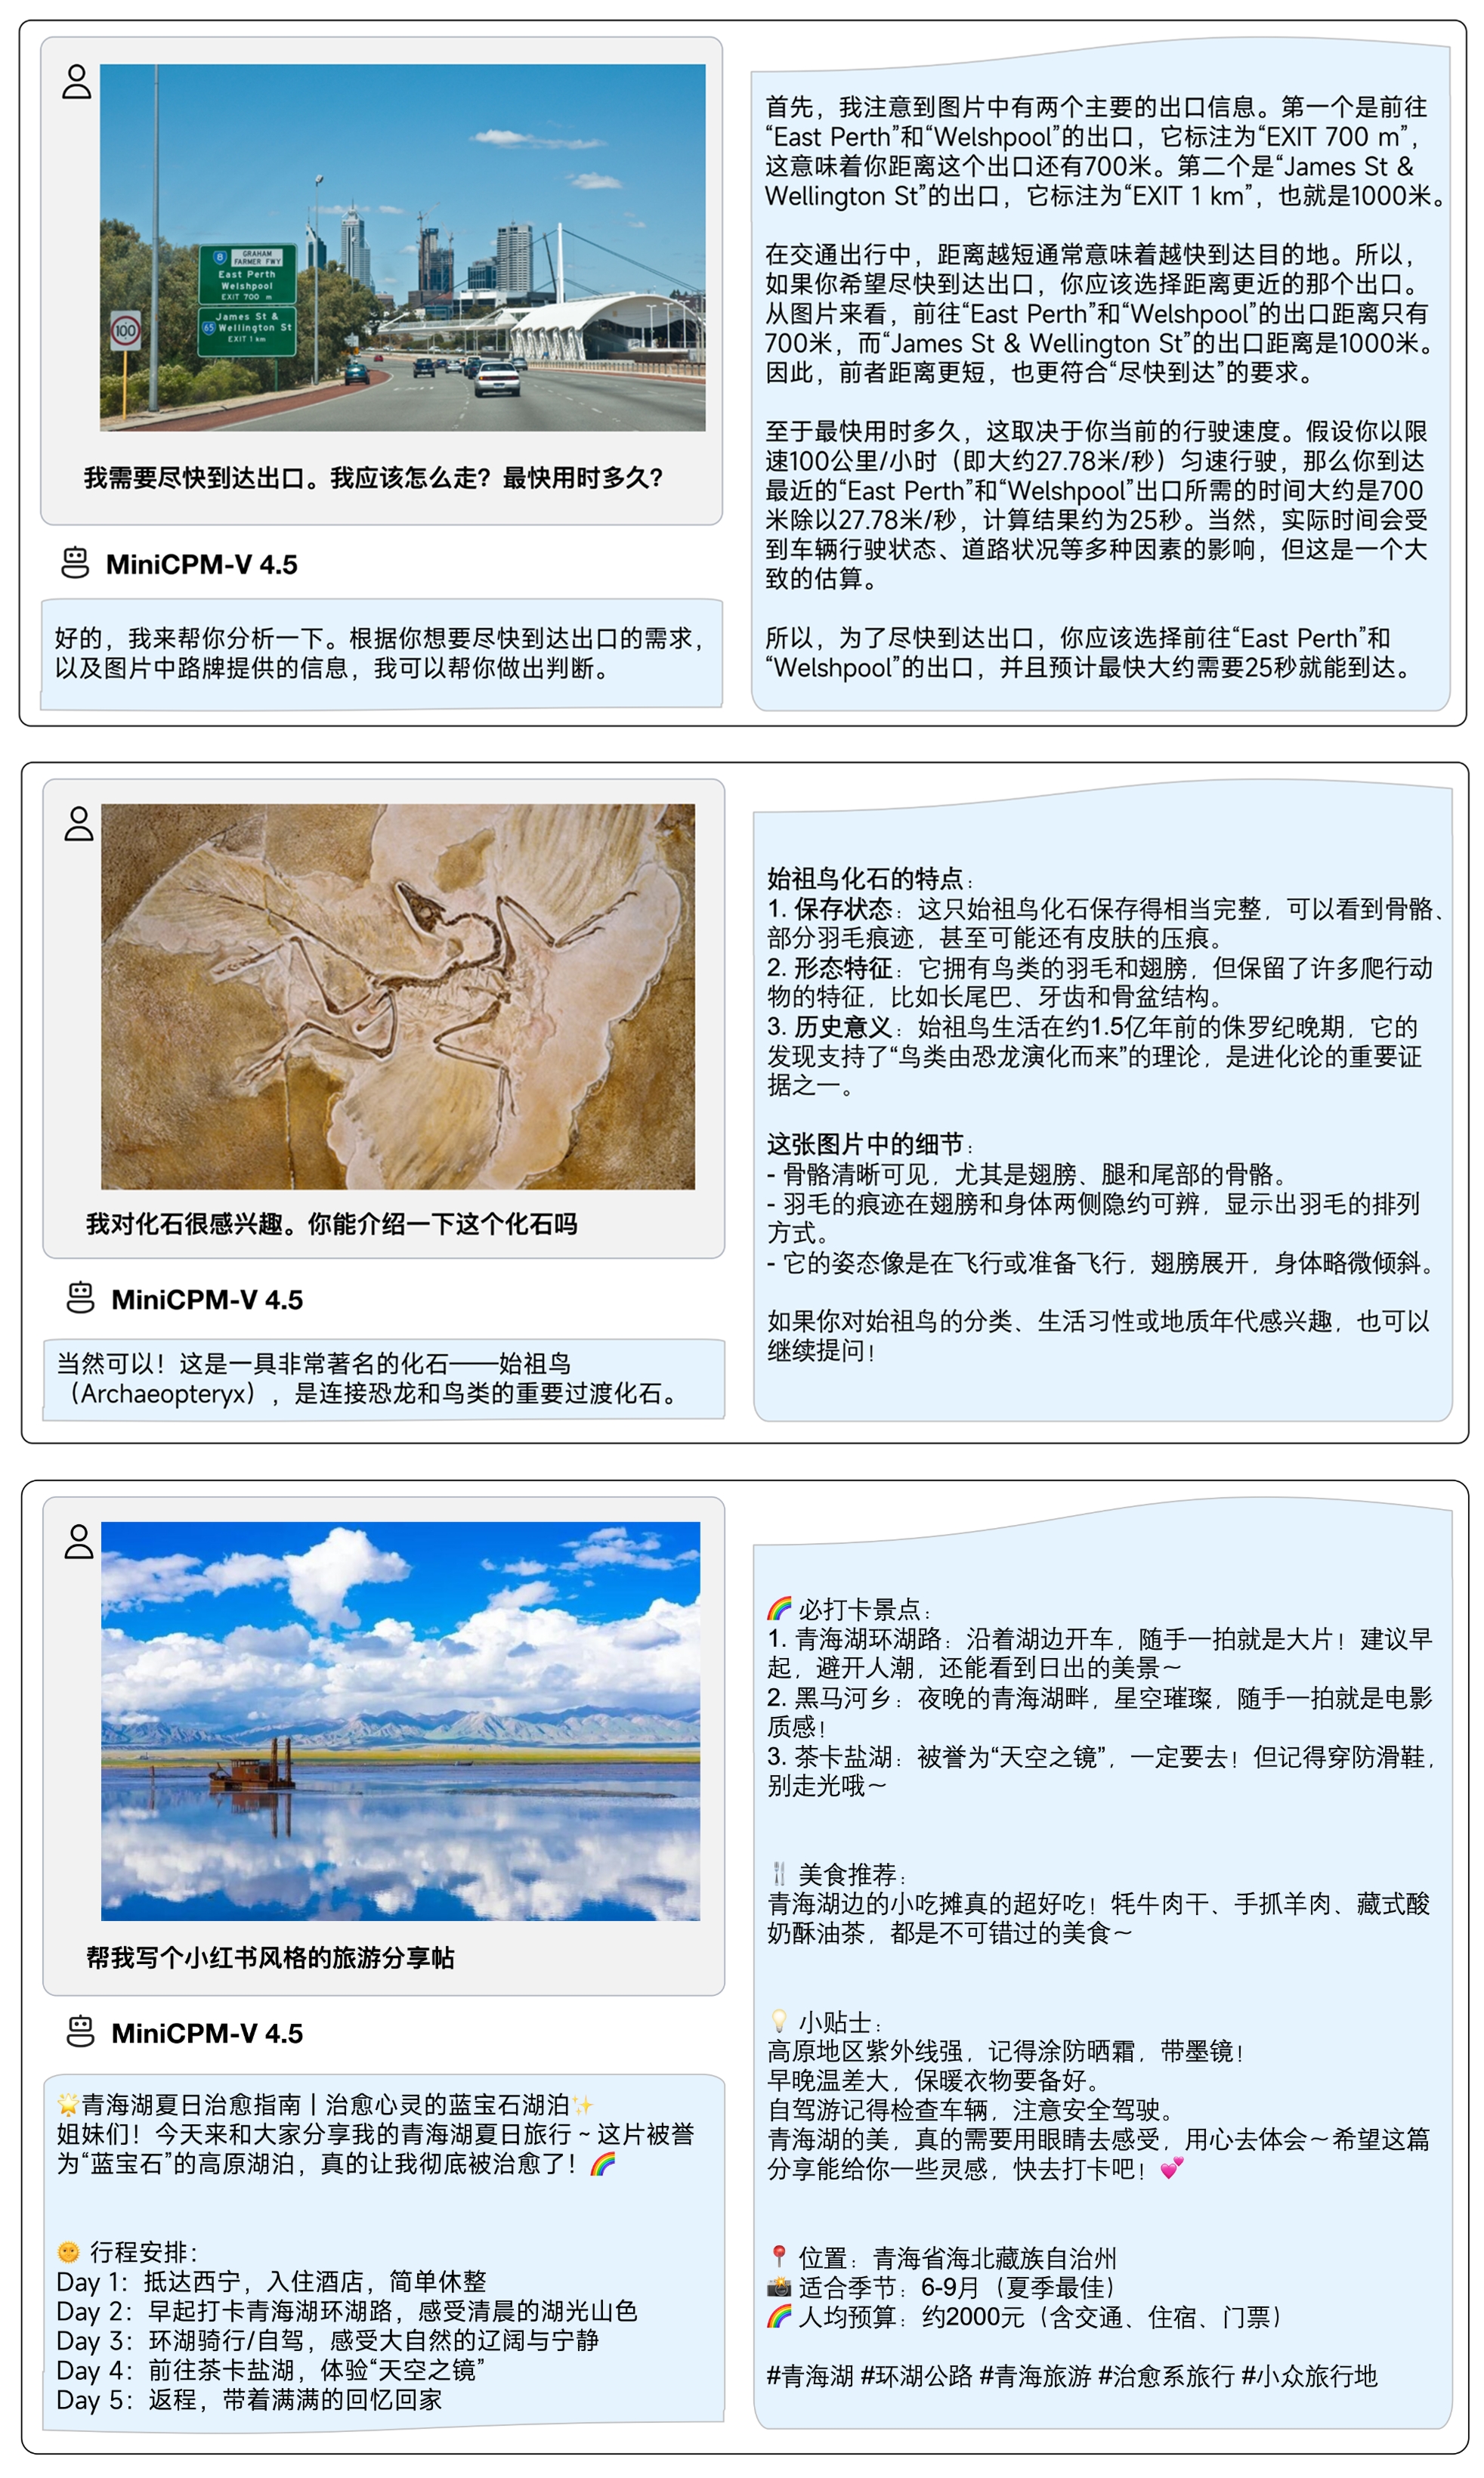 GRAHAM
FARMER FWY
8
East Perth
Welshpool
EXIT 700 m
James St &
65 Wellington St
EXIT 1 km
100
我需要尽快到达出口。我应该怎么走？最快用时多久？
MiniCPM-V 4.5
好的，我来帮你分析一下。根据你想要尽快到达出口的需求，
以及图片中路牌提供的信息，我可以帮你做出判断。
首先，我注意到图片中有两个主要的出口信息。第一个是前往
“East Perth”和“Welshpool”的出口，它标注为“EXIT 700 m”，
这意味着你距离这个出口还有700米。第二个是“James St &
Wellington St”的出口，它标注为“EXIT 1 km”，也就是1000米。
在交通出行中，距离越短通常意味着越快到达目的地。所以，
如果你希望尽快到达出口，你应该选择距离更近的那个出口。
从图片来看，前往“East Perth”和“Welshpool”的出口距离只有
700米，而“James St & Wellington St”的出口距离是1000米。
因此，前者距离更短，也更符合“尽快到达”的要求。
至于最快用时多久，这取决于你当前的行驶速度。假设你以限
速100公里/小时（即大约27.78米/秒）匀速行驶，那么你到达
最近的“East Perth”和“Welshpool”出口所需的时间大约是700
米除以27.78米/秒，计算结果约为25秒。当然，实际时间会受
到车辆行驶状态、道路状况等多种因素的影响，但这是一个大
致的估算。
所以，为了尽快到达出口，你应该选择前往“East Perth”和
“Welshpool”的出口，并且预计最快大约需要25秒就能到达。
我对化石很感兴趣。你能介绍一下这个化石吗
MiniCPM-V 4.5
当然可以！这是一具非常著名的化石——始祖鸟
（Archaeopteryx），是连接恐龙和鸟类的重要过渡化石。
始祖鸟化石的特点：
1. 保存状态：这只始祖鸟化石保存得相当完整，可以看到骨骼、
部分羽毛痕迹，甚至可能还有皮肤的压痕。
2. 形态特征：它拥有鸟类的羽毛和翅膀，但保留了许多爬行动
物的特征，比如长尾巴、牙齿和骨盆结构。
3. 历史意义：始祖鸟生活在约1.5亿年前的侏罗纪晚期，它的
发现支持了“鸟类由恐龙演化而来”的理论，是进化论的重要证
据之一。
这张图片中的细节：
- 骨骼清晰可见，尤其是翅膀、腿和尾部的骨骼。
- 羽毛的痕迹在翅膀和身体两侧隐约可辨，显示出羽毛的排列
方式。
- 它的姿态像是在飞行或准备飞行，翅膀展开，身体略微倾斜。
如果你对始祖鸟的分类、生活习性或地质年代感兴趣，也可以
继续提问！
帮我写个小红书风格的旅游分享帖
MiniCPM-V 4.5
🌟青海湖夏日治愈指南丨治愈心灵的蓝宝石湖泊✨
姐妹们！今天来和大家分享我的青海湖夏日旅行 ~ 这片被誉
为“蓝宝石”的高原湖泊，真的让我彻底被治愈了！🌈
🌞 行程安排：
Day 1：抵达西宁，入住酒店，简单休整
Day 2：早起打卡青海湖环湖路，感受清晨的湖光山色
Day 3：环湖骑行/自驾，感受大自然的辽阔与宁静
Day 4：前往茶卡盐湖，体验“天空之镜”
Day 5：返程，带着满满的回忆回家
🌈 必打卡景点：
1. 青海湖环湖路：沿着湖边开车，随手一拍就是大片！建议早
起，避开人潮，还能看到日出的美景～
2. 黑马河乡：夜晚的青海湖畔，星空璀璨，随手一拍就是电影
质感！
3. 茶卡盐湖：被誉为“天空之镜”，一定要去！但记得穿防滑鞋，
别走光哦～
🍴 美食推荐：
青海湖边的小吃摊真的超好吃！牦牛肉干、手抓羊肉、藏式酸
奶酥油茶，都是不可错过的美食～
💡 小贴士：
高原地区紫外线强，记得涂防晒霜，带墨镜！
早晚温差大，保暖衣物要备好。
自驾游记得检查车辆，注意安全驾驶。
青海湖的美，真的需要用眼睛去感受，用心去体会～希望这篇
分享能给你一些灵感，快去打卡吧！💕
📍 位置：青海省海北藏族自治州
📸 适合季节：6-9月（夏季最佳）
🌈 人均预算：约2000元（含交通、住宿、门票）
#青海湖 #环湖公路 #青海旅游 #治愈系旅行 #小众旅行地